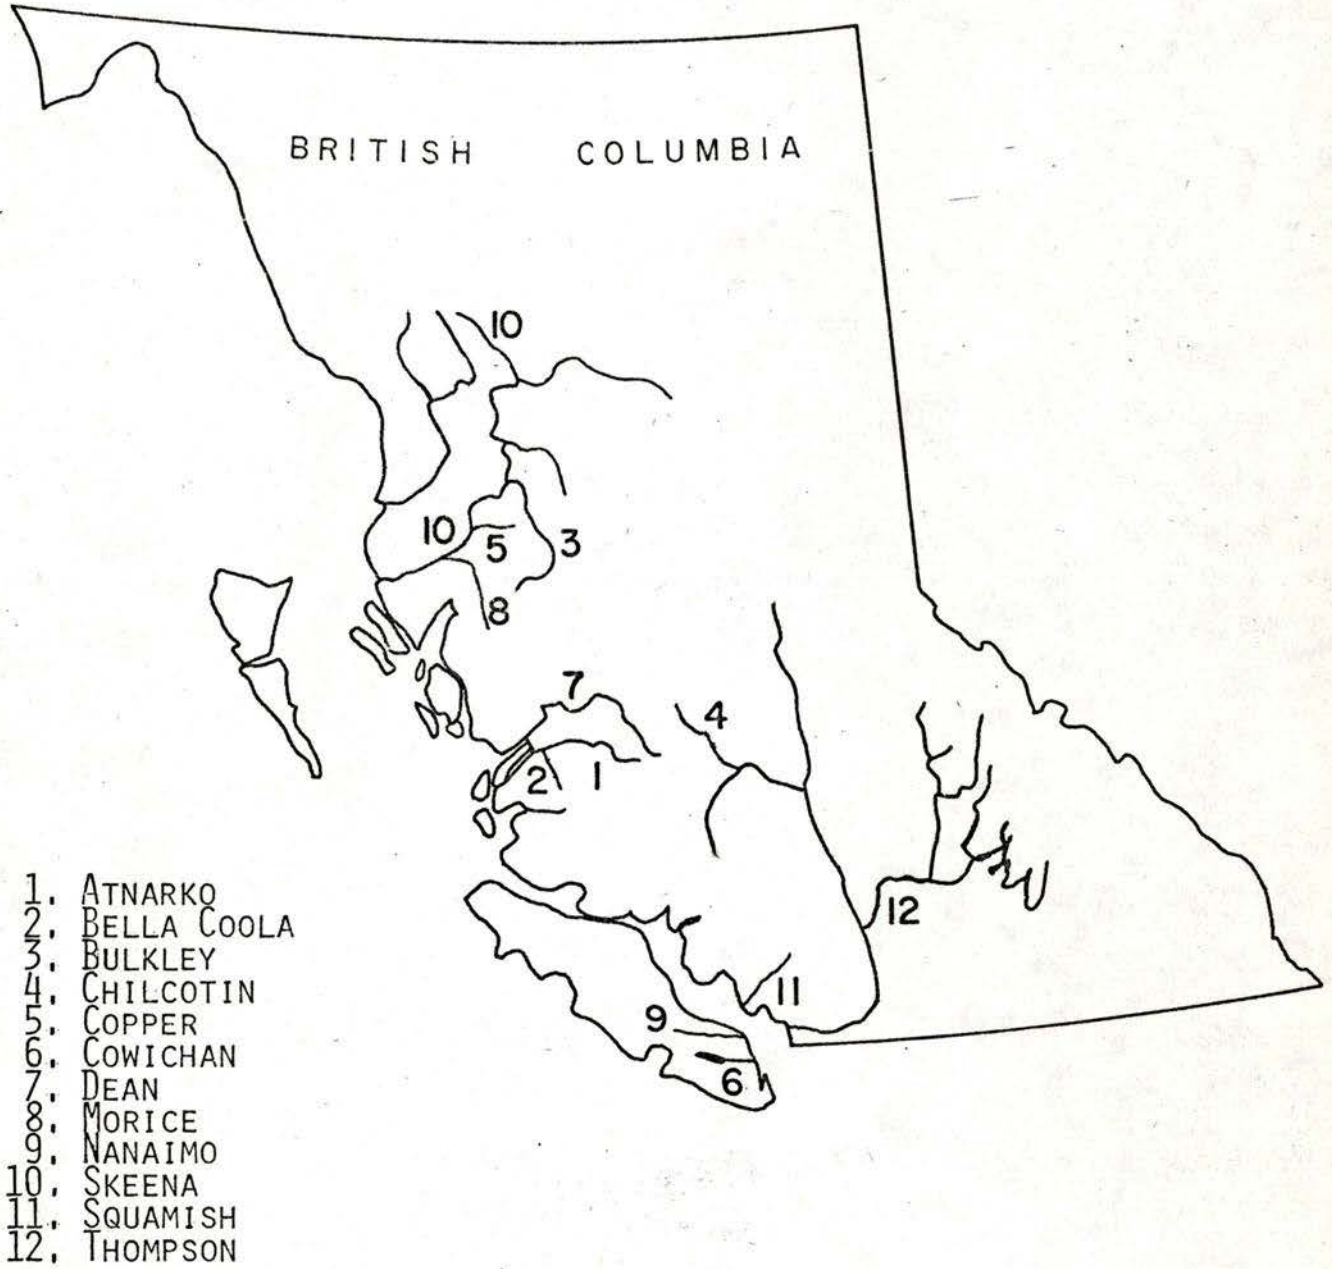 BRITISH COLUMBIA
10
10
5
3
8
7
4
2
1
12
11
9
6
1. ATNARKO
2. BELLA COOLA
3. BULKLEY
4. CHILCOTIN
5. COPPER
6. COWICHAN
7. DEAN
8. MORICE
9. NANAIMO
10. SKEENA
11. SQUAMISH
12. THOMPSON